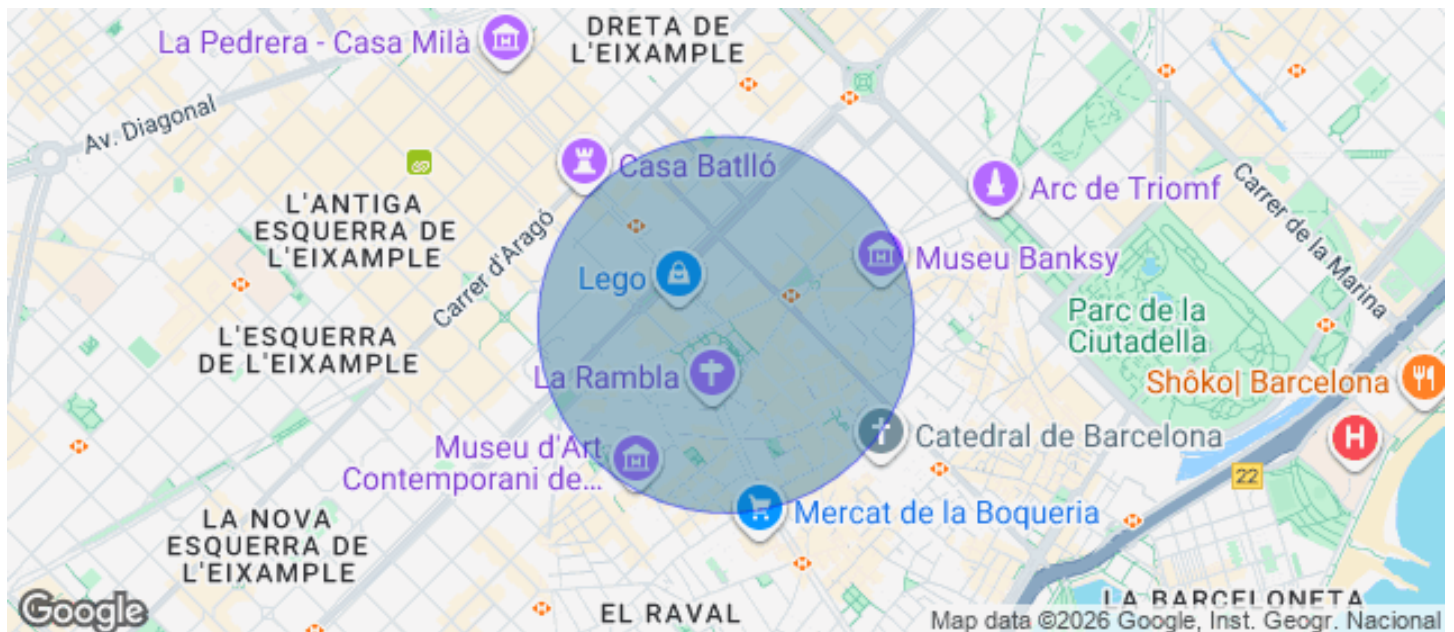 DRETA DE
L'EIXAMPLE
La Pedrera - Casa Milà
Av. Diagonal
Casa Batlló
Arc de Triomf
Carrer de la Marina
L'ANTIGA
ESQUERRA DE
L'EIXAMPLE
Carrer d'Aragó
Lego
Museu Banksy
Parc de la
Ciutadella
L'ESQUERRA
DE L'EIXAMPLE
La Rambla
Shôko| Barcelona
H
Museu d'Art
Contemporani de...
Catedral de Barcelona
22
Mercat de la Boqueria
LA NOVA
ESQUERRA DE
L'EIXAMPLE
EL RAVAL
LA BARCELONETA
Google
Map data ©2026 Google, Inst. Geogr. Nacional